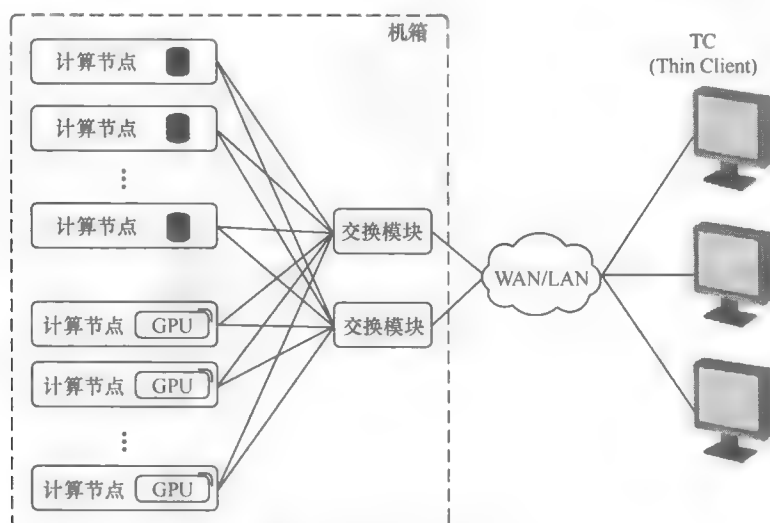 机箱
计算节点
计算节点
⋮
计算节点
计算节点 GPU
计算节点 GPU
⋮
计算节点 GPU
交换模块
交换模块
WAN/LAN
TC
(Thin Client)